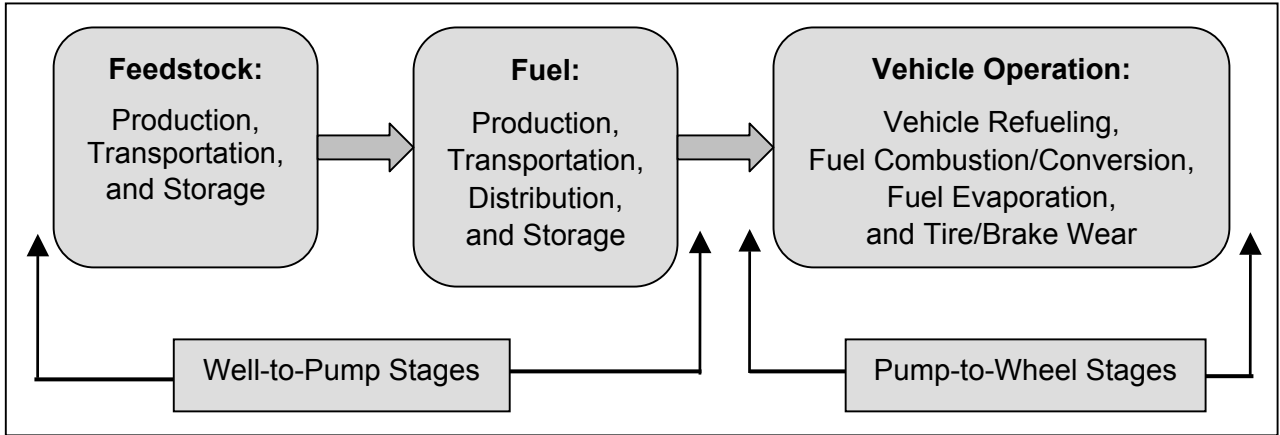 Feedstock:
Production,
Transportation,
and Storage
Fuel:
Production,
Transportation,
Distribution,
and Storage
Vehicle Operation:
Vehicle Refueling,
Fuel Combustion/Conversion,
Fuel Evaporation,
and Tire/Brake Wear
Well-to-Pump Stages
Pump-to-Wheel Stages